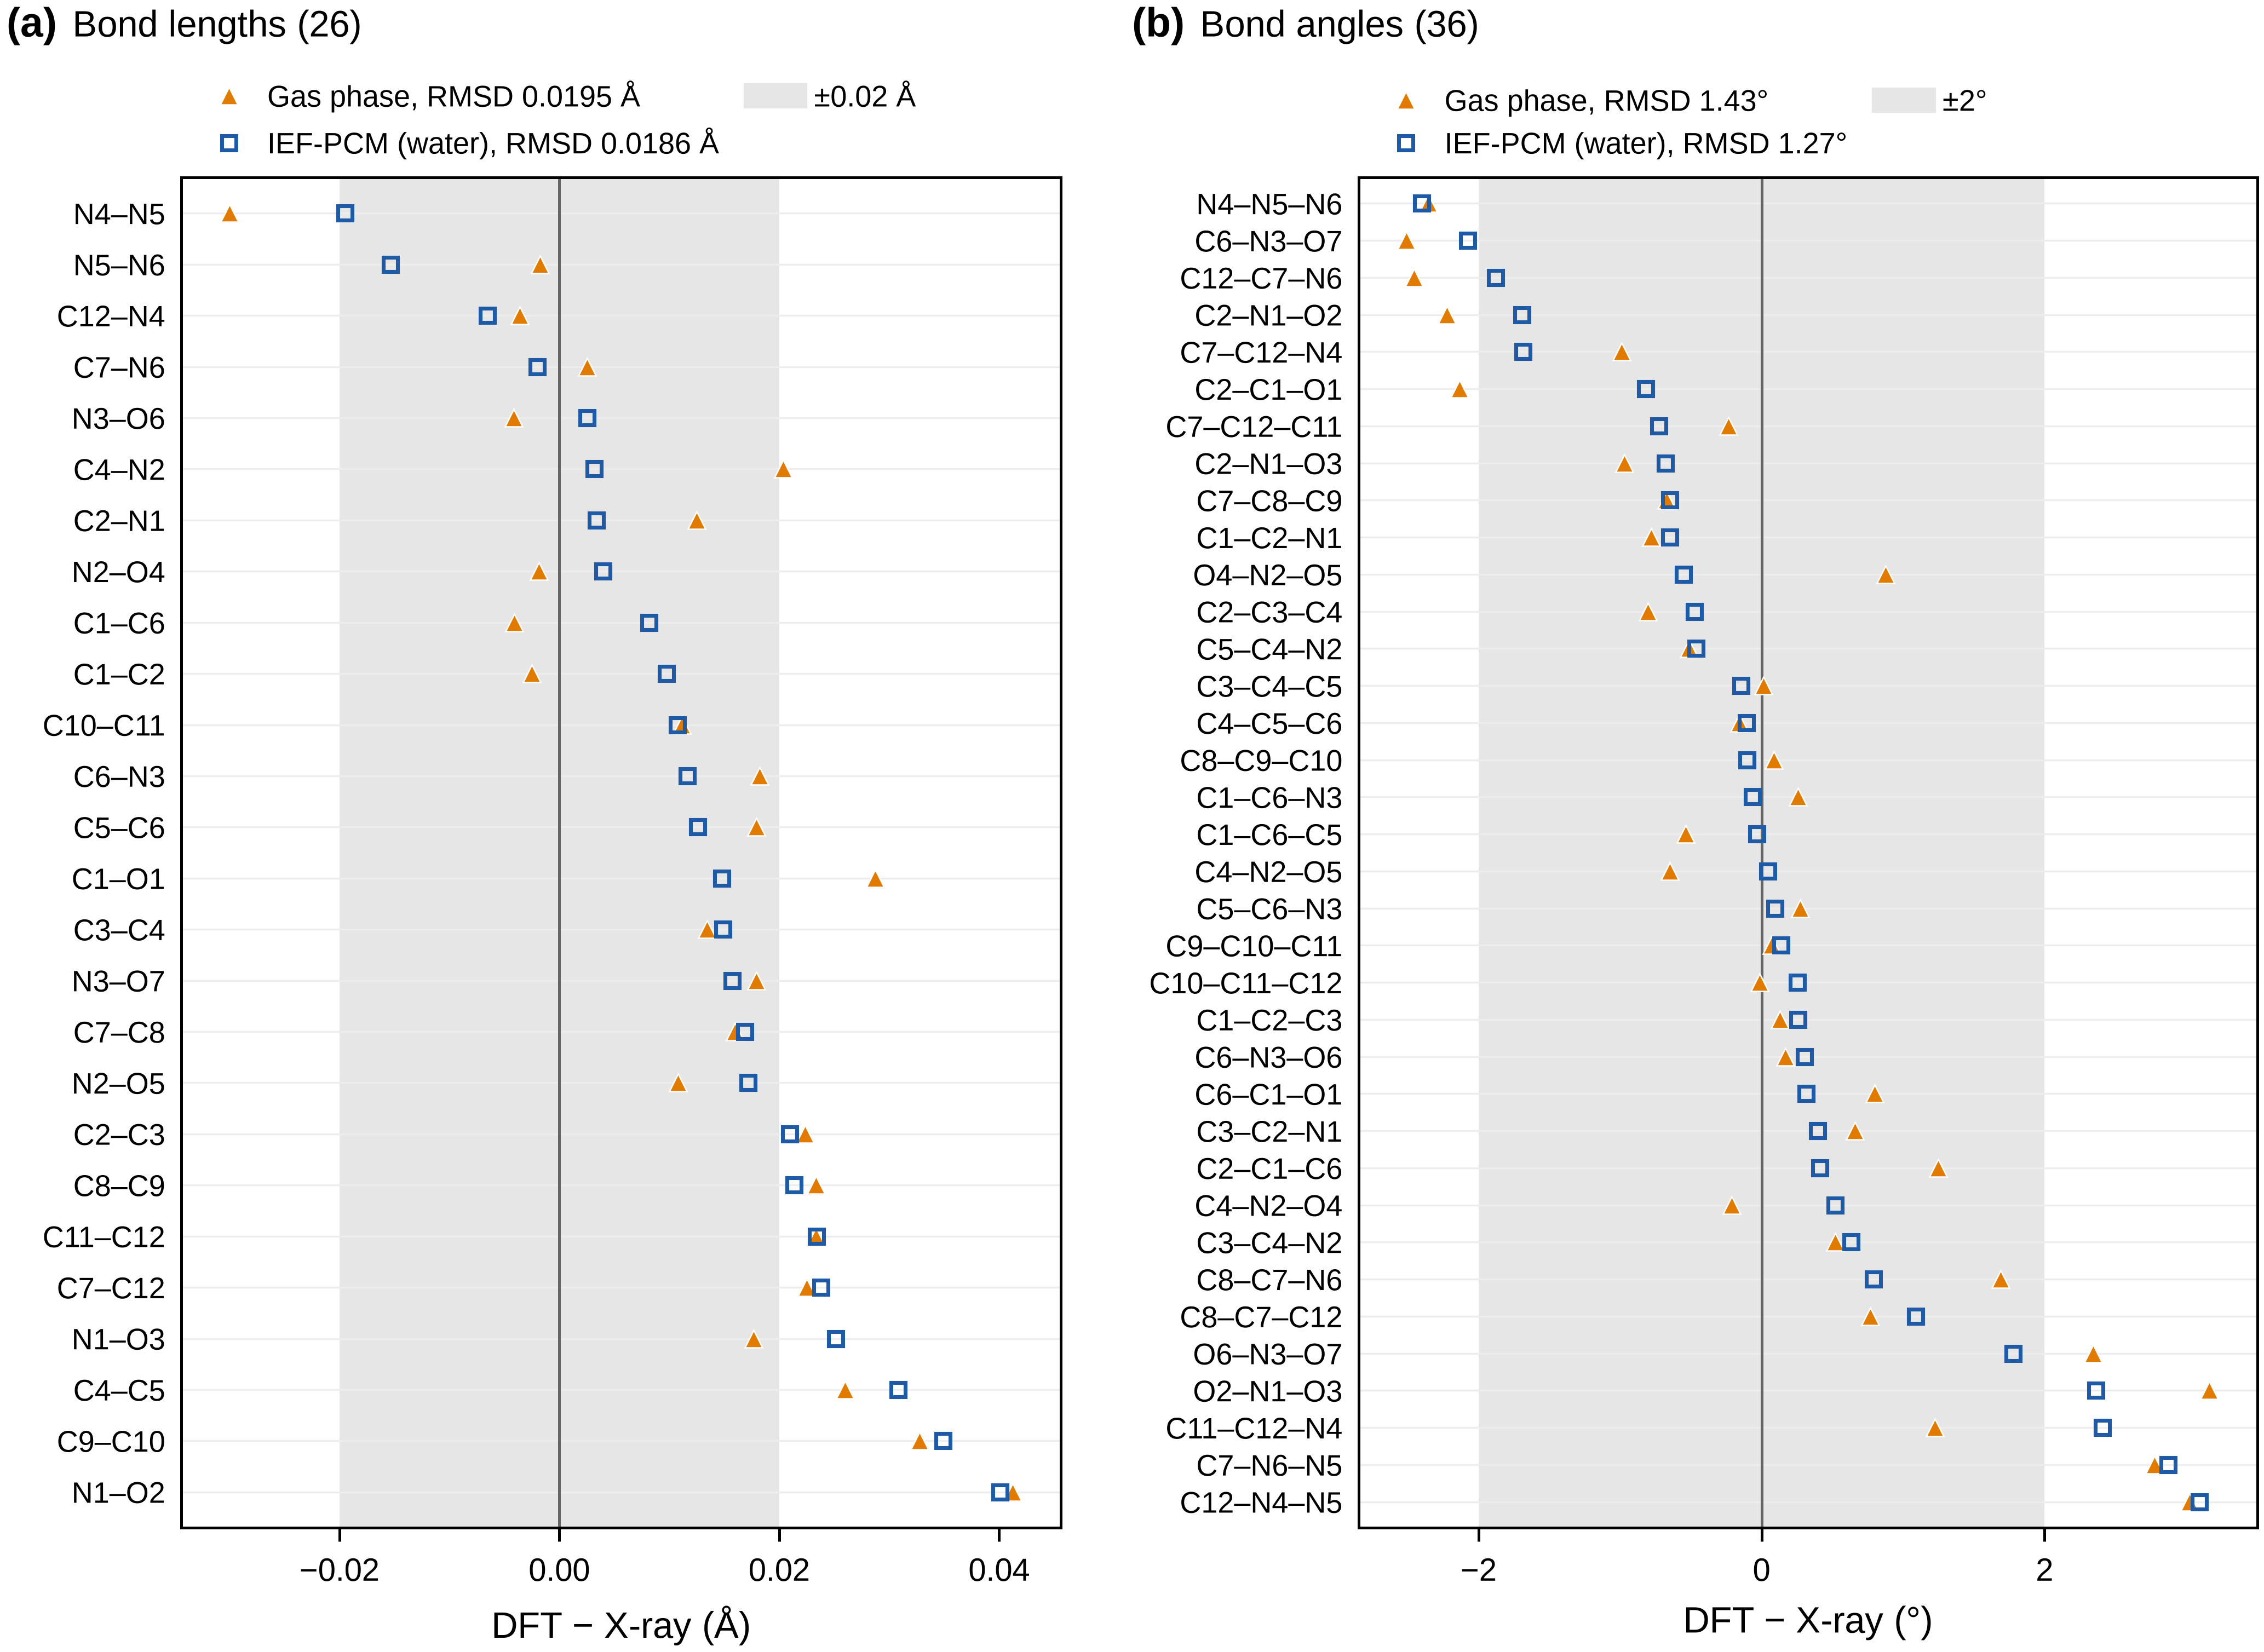 (a) Bond lengths (26)
Gas phase, RMSD 0.0195 Å
±0.02 Å
IEF-PCM (water), RMSD 0.0186 Å
N4–N5
N5–N6
C12–N4
C7–N6
N3–O6
C4–N2
C2–N1
N2–O4
C1–C6
C1–C2
C10–C11
C6–N3
C5–C6
C1–O1
C3–C4
N3–O7
C7–C8
N2–O5
C2–C3
C8–C9
C11–C12
C7–C12
N1–O3
C4–C5
C9–C10
N1–O2
−0.02 0.00 0.02 0.04
DFT − X-ray (Å)
(b) Bond angles (36)
Gas phase, RMSD 1.43°
±2°
IEF-PCM (water), RMSD 1.27°
N4–N5–N6
C6–N3–O7
C12–C7–N6
C2–N1–O2
C7–C12–N4
C2–C1–O1
C7–C12–C11
C2–N1–O3
C7–C8–C9
C1–C2–N1
O4–N2–O5
C2–C3–C4
C5–C4–N2
C3–C4–C5
C4–C5–C6
C8–C9–C10
C1–C6–N3
C1–C6–C5
C4–N2–O5
C5–C6–N3
C9–C10–C11
C10–C11–C12
C1–C2–C3
C6–N3–O6
C6–C1–O1
C3–C2–N1
C2–C1–C6
C4–N2–O4
C3–C4–N2
C8–C7–N6
C8–C7–C12
O6–N3–O7
O2–N1–O3
C11–C12–N4
C7–N6–N5
C12–N4–N5
−2 0 2
DFT − X-ray (°)